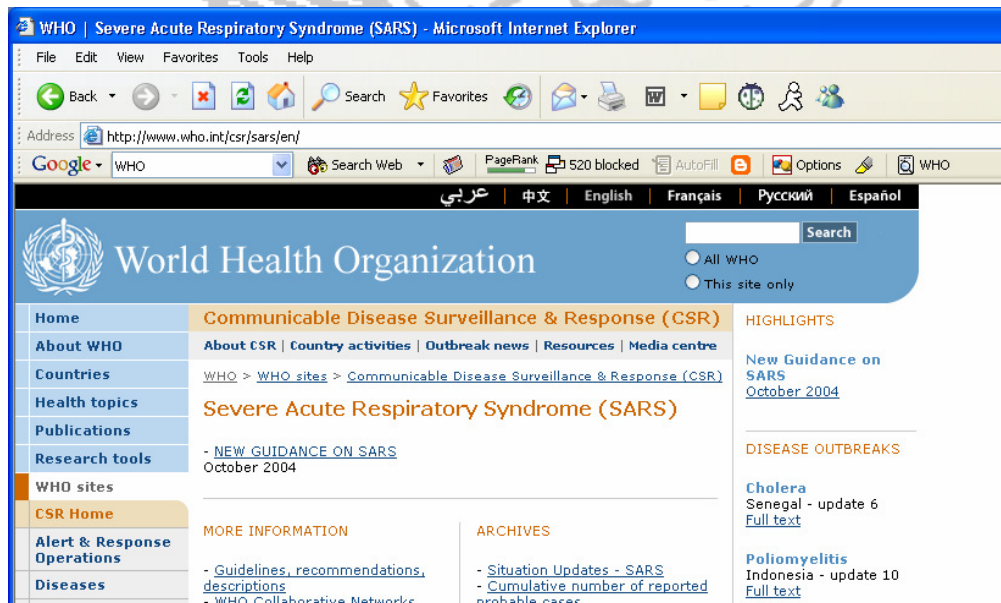 WHO | Severe Acute Respiratory Syndrome (SARS) - Microsoft Internet Explorer
File Edit View Favorites Tools Help
Back Search Favorites
Address http://www.who.int/csr/sars/en/
Google WHO Search Web PageRank 520 blocked AutoFill Options WHO
عربي | 中文 | English | Français | Русский | Español
World Health Organization
Search
All WHO
This site only
Home
About WHO
Countries
Health topics
Publications
Research tools
WHO sites
CSR Home
Alert & Response
Operations
Diseases
Communicable Disease Surveillance & Response (CSR)
About CSR | Country activities | Outbreak news | Resources | Media centre
WHO > WHO sites > Communicable Disease Surveillance & Response (CSR)
Severe Acute Respiratory Syndrome (SARS)
- NEW GUIDANCE ON SARS
October 2004
MORE INFORMATION
- Guidelines, recommendations,
descriptions
- WHO Collaborative Networks
ARCHIVES
- Situation Updates - SARS
- Cumulative number of reported
probable cases
HIGHLIGHTS
New Guidance on
SARS
October 2004
DISEASE OUTBREAKS
Cholera
Senegal - update 6
Full text
Poliomyelitis
Indonesia - update 10
Full text